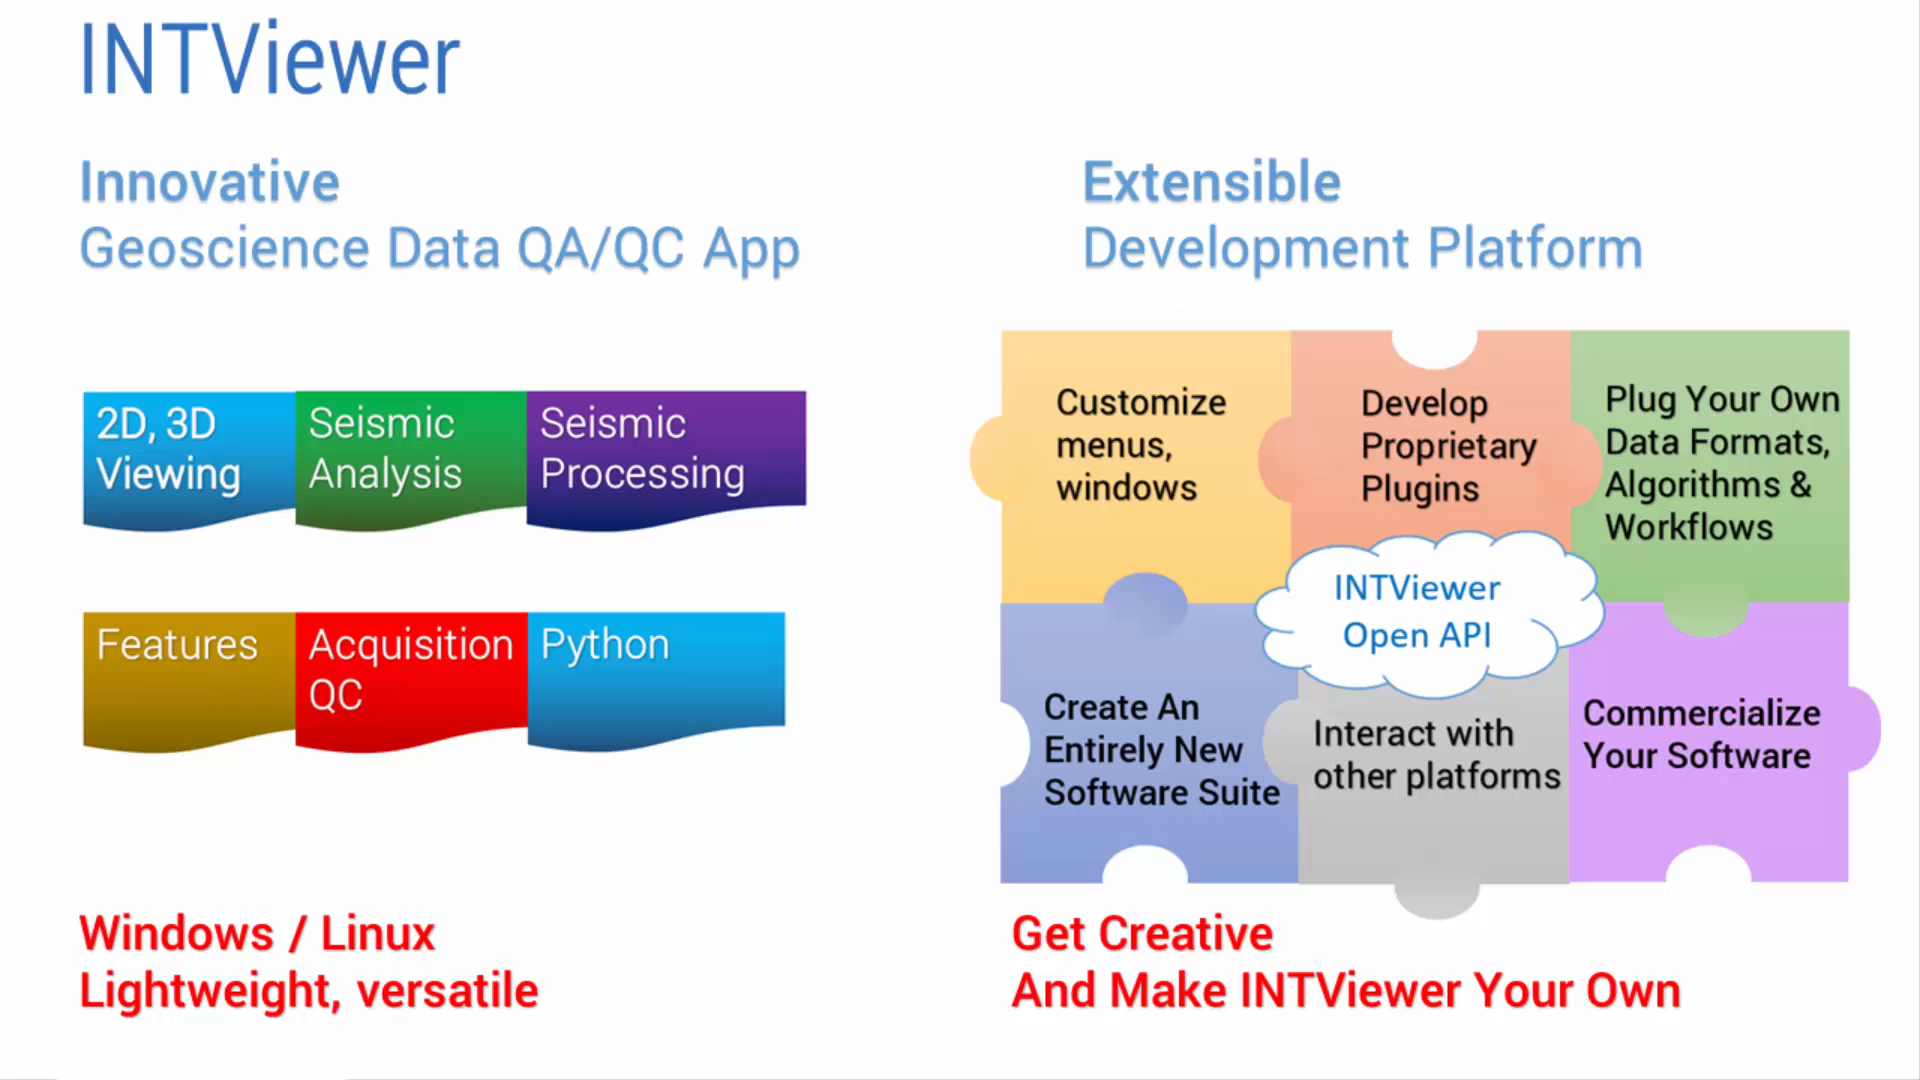 INTViewer
Innovative
Geoscience Data QA/QC App
2D, 3D
Viewing
Seismic
Analysis
Seismic
Processing
Features
Acquisition
QC
Python
Windows / Linux
Lightweight, versatile
Extensible
Development Platform
Customize
menus,
windows
Develop
Proprietary
Plugins
Plug Your Own
Data Formats,
Algorithms &
Workflows
INTViewer
Open API
Create An
Entirely New
Software Suite
Interact with
other platforms
Commercialize
Your Software
Get Creative
And Make INTViewer Your Own